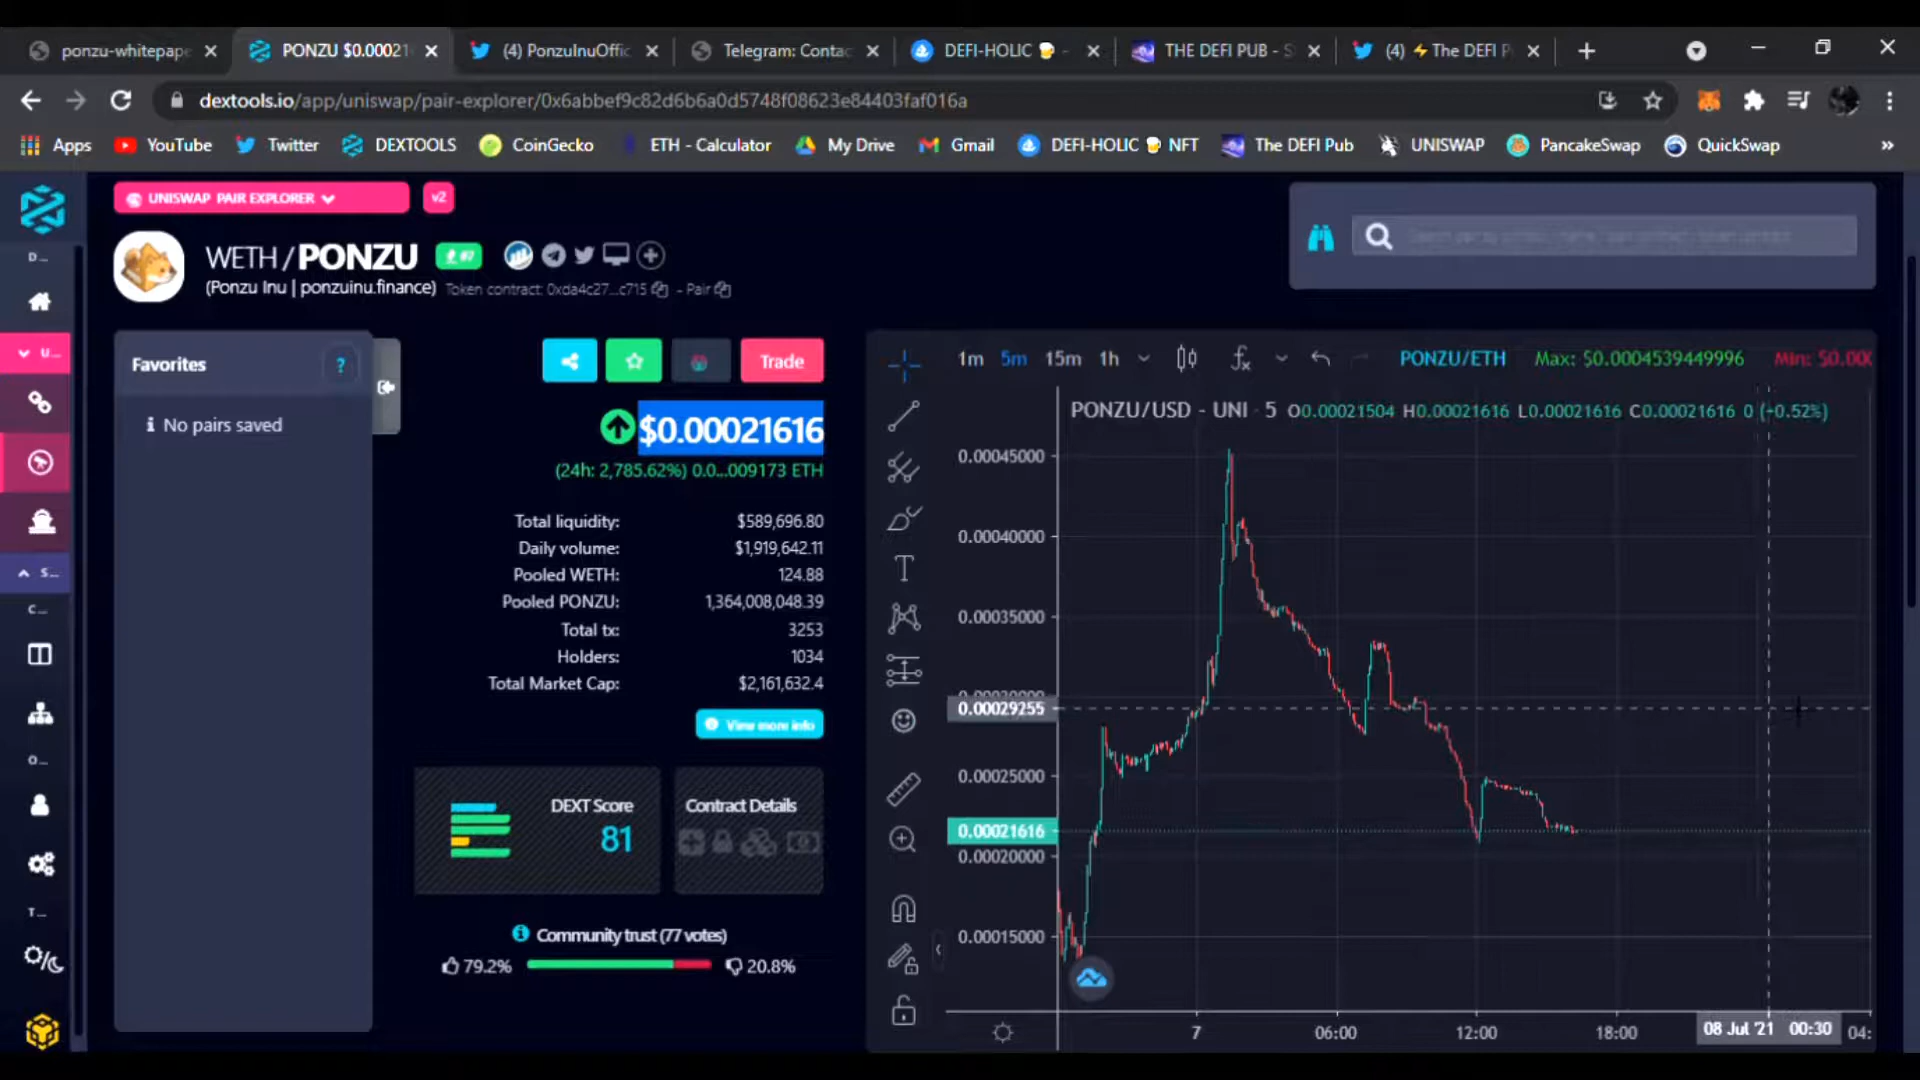 ponzu-whitepape
PONZU $0.00021
(4) PonzuInuOffic
Telegram: Contac
DEFI-HOLIC 🍺 -
THE DEFI PUB - S
(4) ⚡The DEFI P
dextools.io/app/uniswap/pair-explorer/0x6abbef9c82d6b6a0d5748f08623e84403faf016a
Apps
YouTube
Twitter
DEXTOOLS
CoinGecko
ETH - Calculator
My Drive
Gmail
DEFI-HOLIC 🍺 NFT
The DEFI Pub
UNISWAP
PancakeSwap
QuickSwap
»
UNISWAP PAIR EXPLORER
v2
WETH/PONZU
#7
(Ponzu Inu | ponzuinu.finance)
Token contract: 0xda4c27...c715
- Pair
D...
U...
S...
C...
O...
T...
Favorites
?
No pairs saved
Trade
$0.00021616
(24h: 2,785.62%) 0.0...009173 ETH
Total liquidity: $589,696.80
Daily volume: $1,919,642.11
Pooled WETH: 124.88
Pooled PONZU: 1,364,008,048.39
Total tx: 3253
Holders: 1034
Total Market Cap: $2,161,632.4
View more info
DEXT Score
81
Contract Details
Community trust (77 votes)
79.2%
20.8%
1m 5m 15m 1h
PONZU/ETH
Max: $0.0004539449996
Min: $0.00
PONZU/USD - UNI 5 O0.00021504 H0.00021616 L0.00021616 C0.00021616 0 (+0.52%)
0.00045000
0.00040000
0.00035000
0.00029255
0.00025000
0.00021616
0.00020000
0.00015000
7
06:00
12:00
18:00
08 Jul '21 00:30
04: